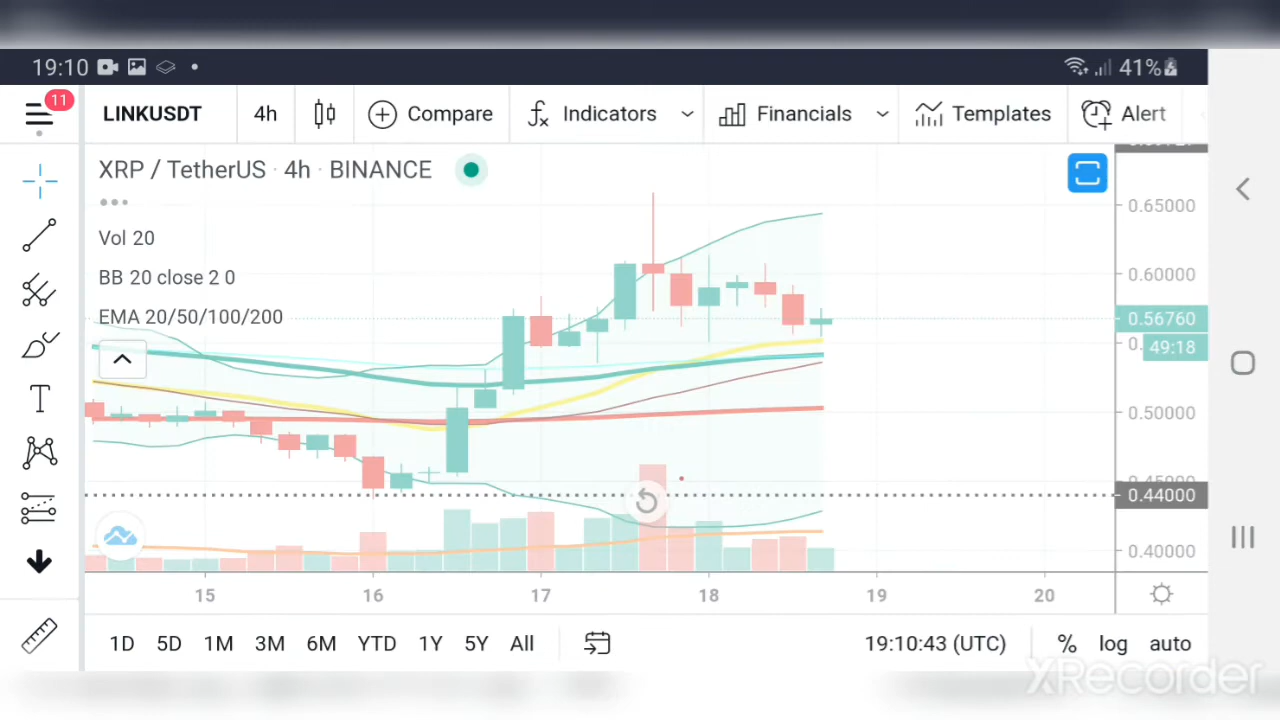 19:10 41%
11
LINKUSDT 4h Compare Indicators Financials Templates Alert
XRP / TetherUS · 4h · BINANCE
Vol 20
BB 20 close 2 0
EMA 20/50/100/200
0.65000
0.60000
0.56760
49:18
0.50000
0.44000
0.40000
15 16 17 18 19 20
1D 5D 1M 3M 6M YTD 1Y 5Y All 19:10:43 (UTC) % log auto
XRecorder